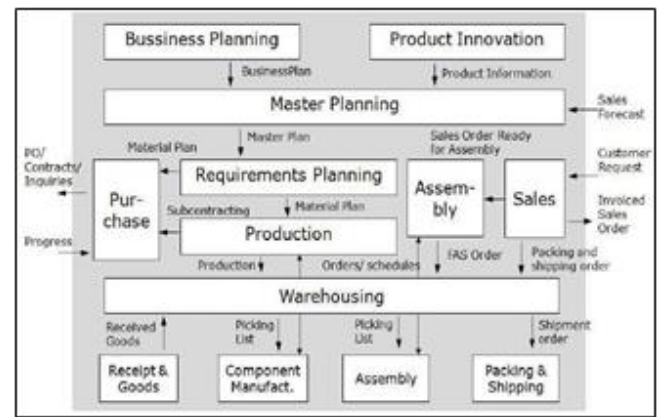 Bussiness Planning
Product Innovation
BusinessPlan
Product Information
Master Planning
Sales
Forecast
Master Plan
Sales Order Ready
for Assembly
Material Plan
PO/
Contracts/
Inquiries
Customer
Request
Requirements Planning
Assem-
bly
Sales
Pur-
chase
Invoiced
Sales
Order
Material Plan
Subcontracting
Production
Progress
Production
Orders/ schedules
FAS Order
Packing and
shipping order
Warehousing
Received
Goods
Picking
List
Picking
List
Shipment
order
Receipt &
Goods
Component
Manufact.
Assembly
Packing &
Shipping